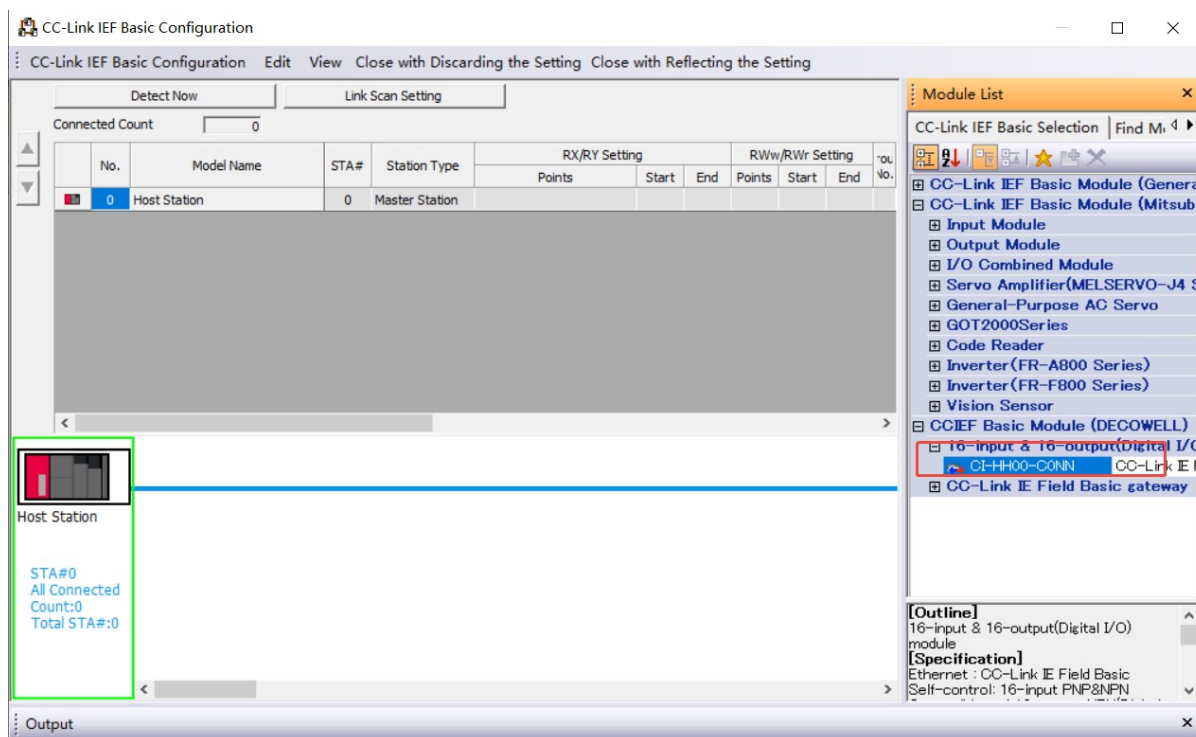 CC-Link IEF Basic Configuration
CC-Link IEF Basic Configuration Edit View Close with Discarding the Setting Close with Reflecting the Setting
Detect Now Link Scan Setting
Connected Count 0
No. Model Name STA# Station Type RX/RY Setting RWw/RWr Setting
Points Start End Points Start End No.
0 Host Station 0 Master Station
Host Station
STA#0
All Connected
Count:0
Total STA#:0
Module List
CC-Link IEF Basic Selection Find
CC-Link IEF Basic Module (Genera
CC-Link IEF Basic Module (Mitsub
Input Module
Output Module
I/O Combined Module
Servo Amplifier(MELSERVO-J4 S
General-Purpose AC Servo
GOT2000Series
Code Reader
Inverter(FR-A800 Series)
Inverter(FR-F800 Series)
Vision Sensor
CCIEF Basic Module (DECOWELL)
16-input & 16-output(Digital I/O
CI-HH00-C0NN CC-Link IE F
CC-Link IE Field Basic gateway
[Outline]
16-input & 16-output(Digital I/O)
module
[Specification]
Ethernet : CC-Link IE Field Basic
Self-control: 16-input PNP&NPN
Output